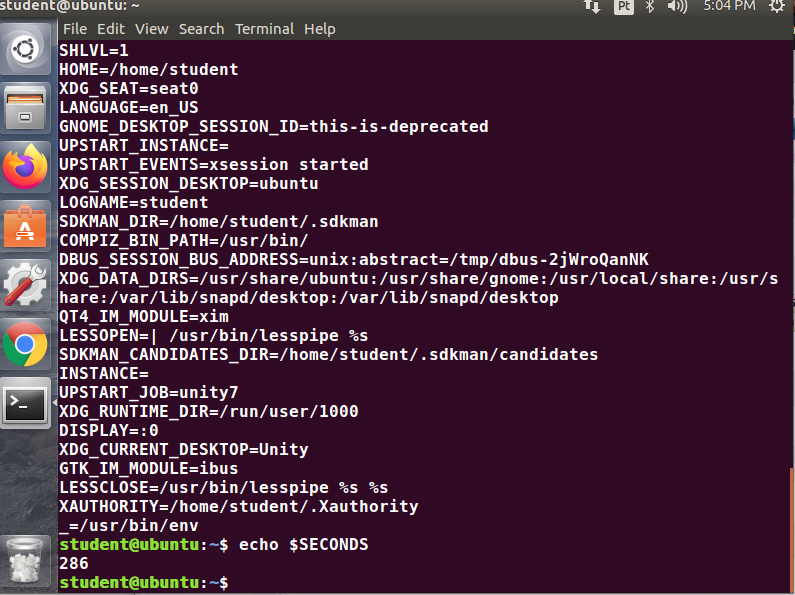 student@ubuntu: ~
Pt
5:04 PM
File Edit View Search Terminal Help
SHLVL=1
HOME=/home/student
XDG_SEAT=seat0
LANGUAGE=en_US
GNOME_DESKTOP_SESSION_ID=this-is-deprecated
UPSTART_INSTANCE=
UPSTART_EVENTS=xsession started
XDG_SESSION_DESKTOP=ubuntu
LOGNAME=student
SDKMAN_DIR=/home/student/.sdkman
COMPIZ_BIN_PATH=/usr/bin/
DBUS_SESSION_BUS_ADDRESS=unix:abstract=/tmp/dbus-2jWroQanNK
XDG_DATA_DIRS=/usr/share/ubuntu:/usr/share/gnome:/usr/local/share:/usr/s
hare:/var/lib/snapd/desktop:/var/lib/snapd/desktop
QT4_IM_MODULE=xim
LESSOPEN=| /usr/bin/lesspipe %s
SDKMAN_CANDIDATES_DIR=/home/student/.sdkman/candidates
INSTANCE=
UPSTART_JOB=unity7
XDG_RUNTIME_DIR=/run/user/1000
DISPLAY=:0
XDG_CURRENT_DESKTOP=Unity
GTK_IM_MODULE=ibus
LESSCLOSE=/usr/bin/lesspipe %s %s
XAUTHORITY=/home/student/.Xauthority
_=/usr/bin/env
student@ubuntu:~$ echo $SECONDS
286
student@ubuntu:~$